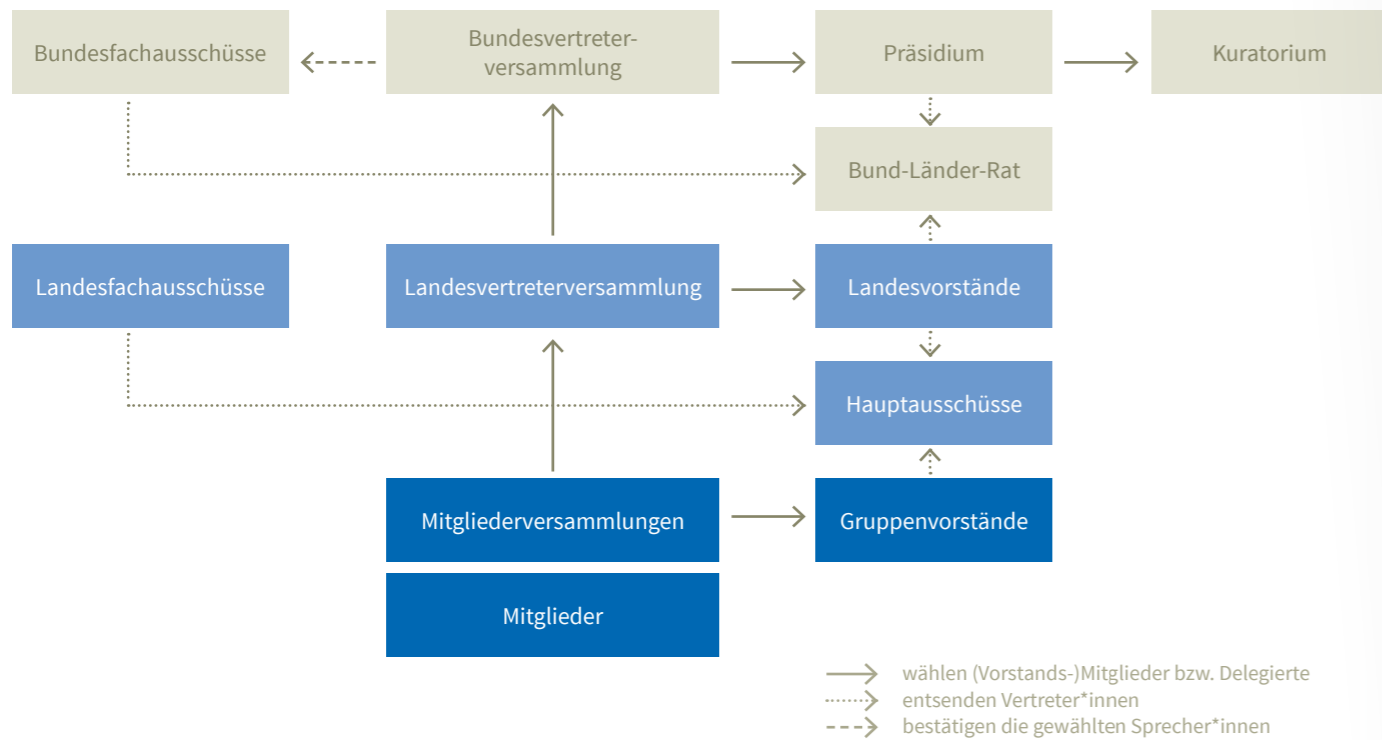 Bundesfachausschüsse
Bundesvertreter-
versammlung
Präsidium
Kuratorium
Bund-Länder-Rat
Landesfachausschüsse
Landesvertreterversammlung
Landesvorstände
Hauptausschüsse
Mitgliederversammlungen
Gruppenvorstände
Mitglieder
wählen (Vorstands-)Mitglieder bzw. Delegierte
entsenden Vertreter*innen
bestätigen die gewählten Sprecher*innen